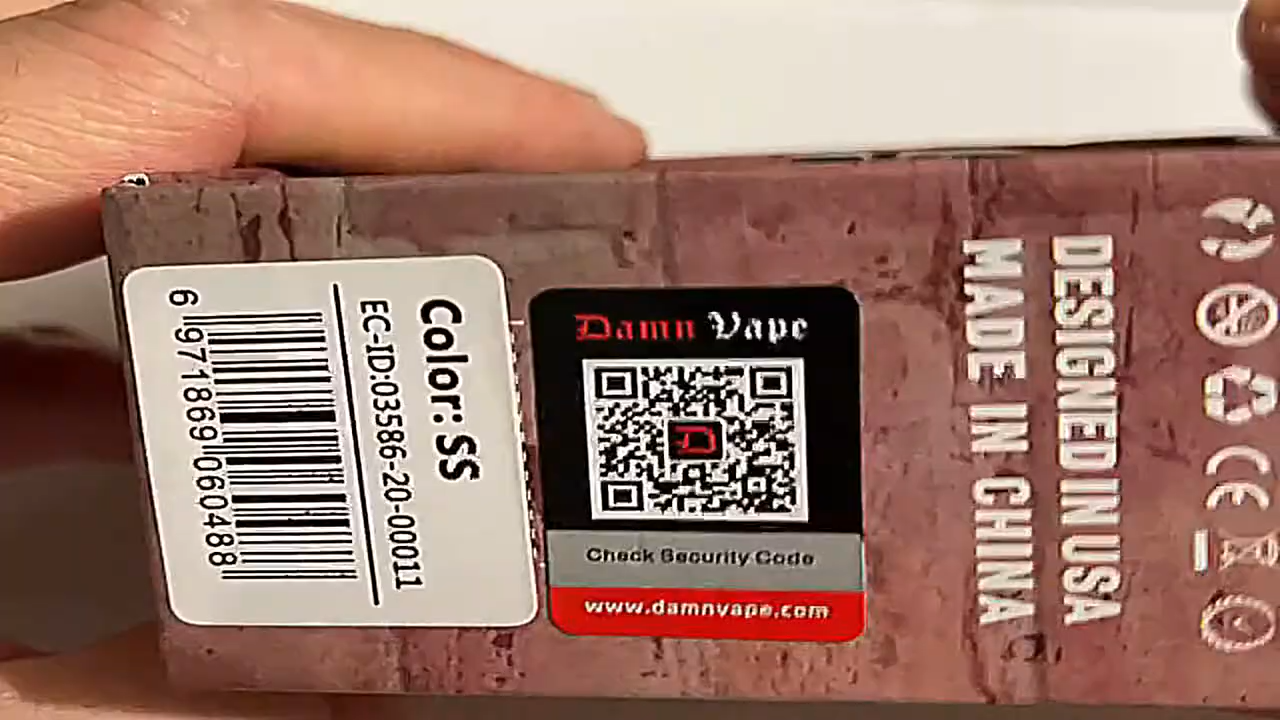 Color: SS
EC-ID:03586-20-00011
6 971869 060488
Damn Vape
D
Check Security Code
www.damnvape.com
DESIGNED IN USA
MADE IN CHINA
CE